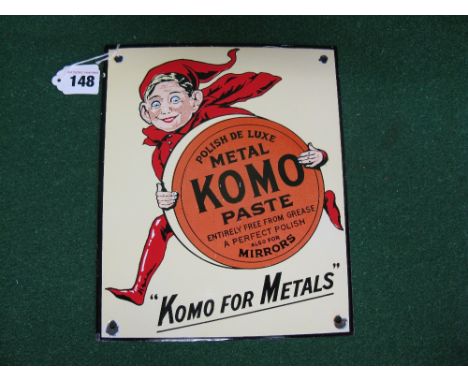 148
POLISH DE LUXE
METAL
KOMO
PASTE
ENTIRELY FREE FROM GREASE
A PERFECT POLISH
ALSO FOR
MIRRORS
"KOMO FOR METALS"